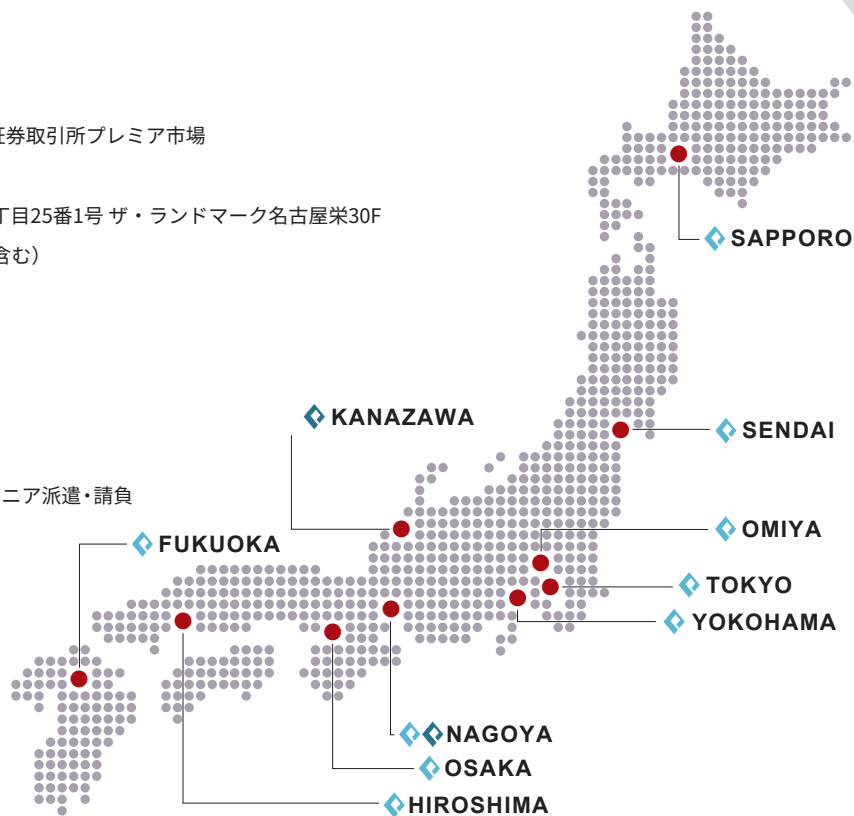 証券取引所プレミア市場
丁目25番1号 ザ・ランドマーク名古屋栄30F
含む）
SAPPORO
KANAZAWA
SENDAI
ニア派遣・請負
OMIYA
FUKUOKA
TOKYO
YOKOHAMA
NAGOYA
OSAKA
HIROSHIMA